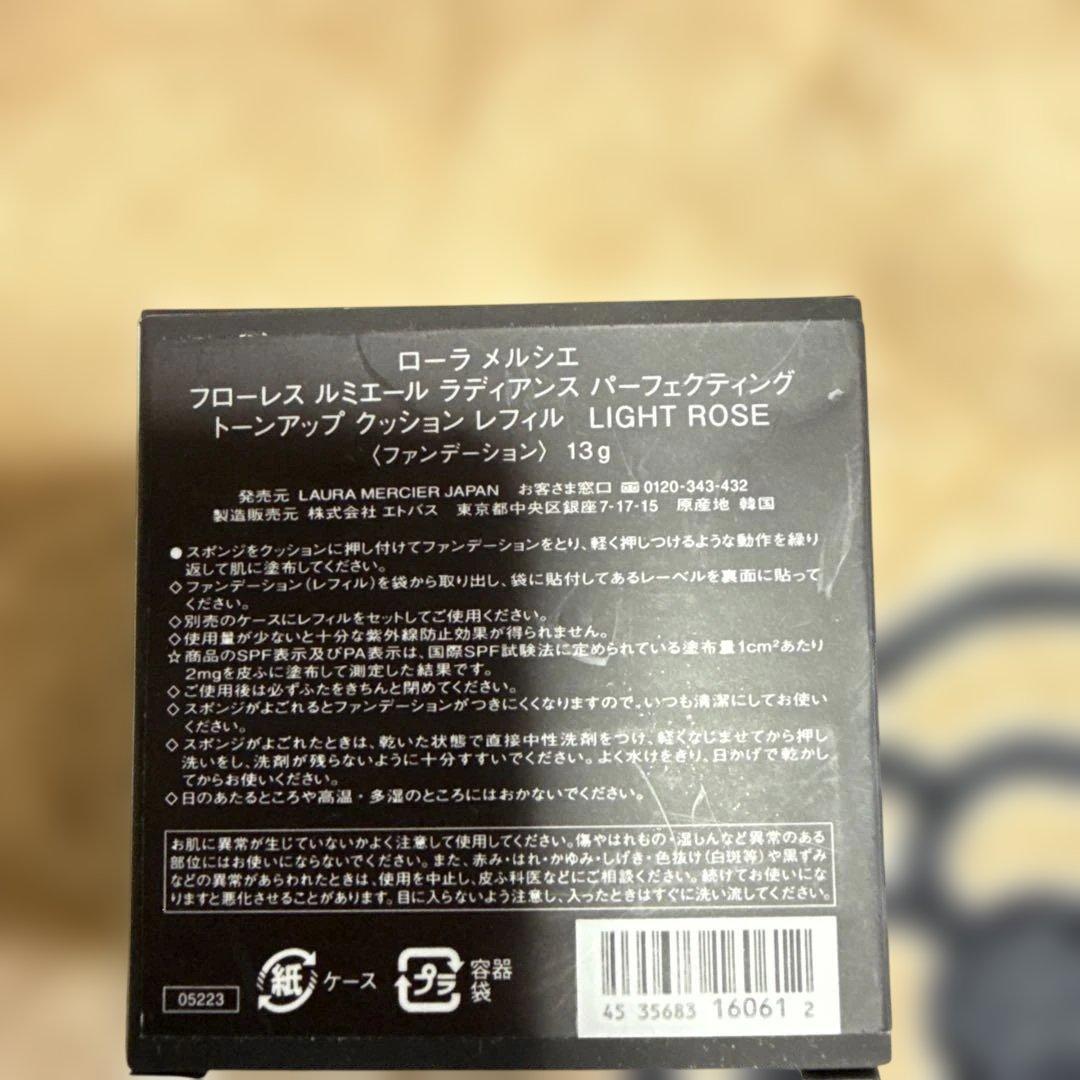 ローラ メルシエ
フローレス ルミエール ラディアンス パーフェクティング
トーンアップ クッション レフィル LIGHT ROSE
〈ファンデーション〉 13g
発売元 LAURA MERCIER JAPAN お客さま窓口 0120-343-432
製造販売元 株式会社 エトバス 東京都中央区銀座7-17-15 原産地 韓国
●スポンジをクッションに押し付けてファンデーションをとり、軽く押しつけるような動作を繰り
返して肌に塗布してください。
◇ファンデーション(レフィル)を袋から取り出し、袋に貼付してあるレーベルを裏面に貼って
ください。
◇別売のケースにレフィルをセットしてご使用ください。
◇使用量が少ないと十分な紫外線防止効果が得られません。
☆商品のSPF表示及びPA表示は、国際SPF試験法に定められている塗布量1cm²あたり
2mgを皮ふに塗布して測定した結果です。
◇ご使用後は必ずふたをきちんと閉めてください。
◇スポンジがよごれるとファンデーションがつきにくくなりますので、いつも清潔にしてお使い
ください。
◇スポンジがよごれたときは、乾いた状態で直接中性洗剤をつけ、軽くなじませてから押し
洗いをし、洗剤が残らないように十分すすいでください。よく水けをきり、日かげで乾かし
てからお使いください。
◇日のあたるところや高温・多湿のところにはおかないでください。
お肌に異常が生じていないかよく注意して使用してください。傷やはれもの・湿しんなど異常のある
部位にはお使いにならないでください。また、赤み・はれ・かゆみ・しげき・色抜け(白斑等)や黒ずみ
などの異常があらわれたときは、使用を中止し、皮ふ科医などにご相談ください。続けてお使いにな
りますと悪化させることがあります。目に入らないよう注意し、入ったときはすぐに洗い流してください。
05223
紙 ケース
プラ 容器
袋
45 35683 16061 2